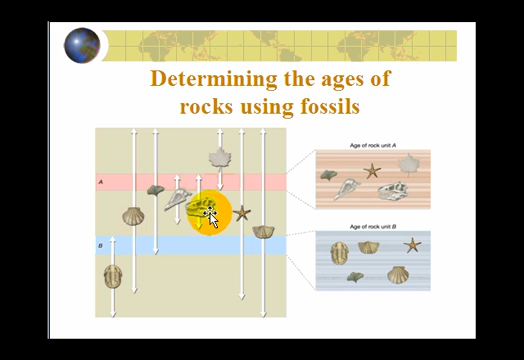 Determining the ages of
rocks using fossils
Age of rock unit A
A
Age of rock unit B
B